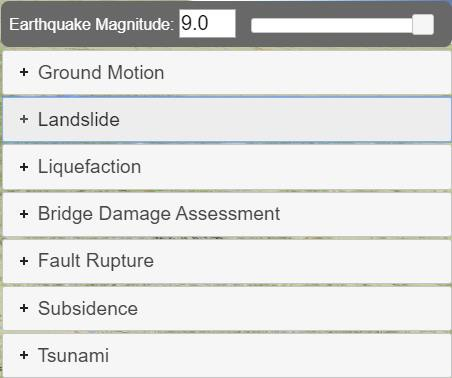 Earthquake Magnitude: 9.0
+ Ground Motion
+ Landslide
+ Liquefaction
+ Bridge Damage Assessment
+ Fault Rupture
+ Subsidence
+ Tsunami